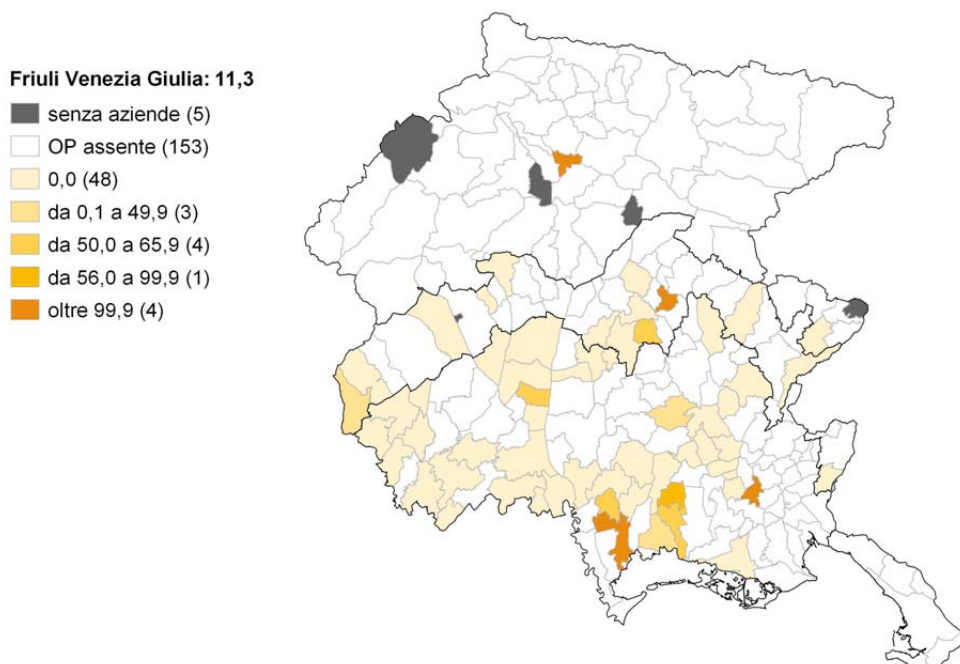 Friuli Venezia Giulia: 11,3
senza aziende (5)
OP assente (153)
0,0 (48)
da 0,1 a 49,9 (3)
da 50,0 a 65,9 (4)
da 56,0 a 99,9 (1)
oltre 99,9 (4)